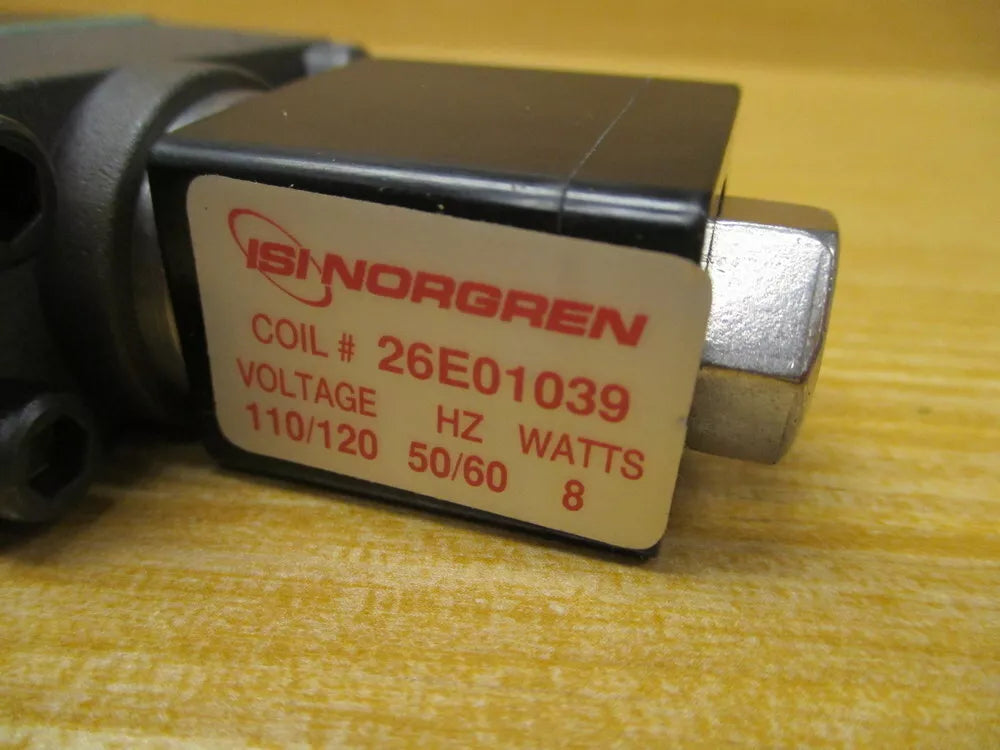 ISI NORGREN
COIL # 26E01039
VOLTAGE HZ WATTS
110/120 50/60 8